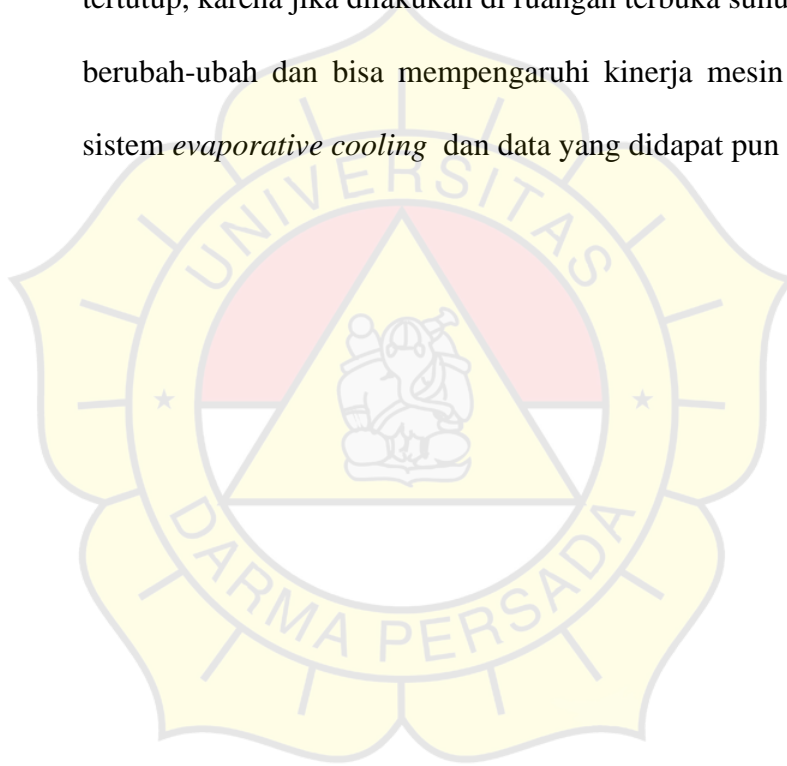 tertutup, karena jika dilakukan di ruangan terbuka suhu
berubah-ubah dan bisa mempengaruhi kinerja mesin
sistem evaporative cooling dan data yang didapat pun
UNIVERSITAS
DARMA PERSADA